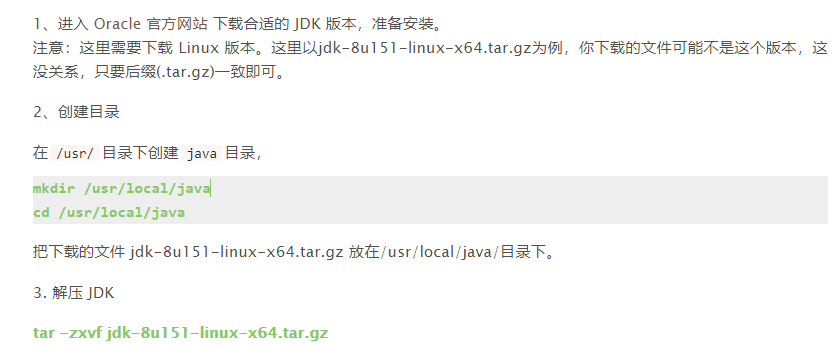 1、进入 Oracle 官方网站 下载合适的 JDK 版本，准备安装。
注意：这里需要下载 Linux 版本。这里以jdk-8u151-linux-x64.tar.gz为例，你下载的文件可能不是这个版本，这
没关系，只要后缀(.tar.gz)一致即可。
2、创建目录
在 /usr/ 目录下创建 java 目录，
mkdir /usr/local/java
cd /usr/local/java
把下载的文件 jdk-8u151-linux-x64.tar.gz 放在/usr/local/java/目录下。
3. 解压 JDK
tar -zxvf jdk-8u151-linux-x64.tar.gz